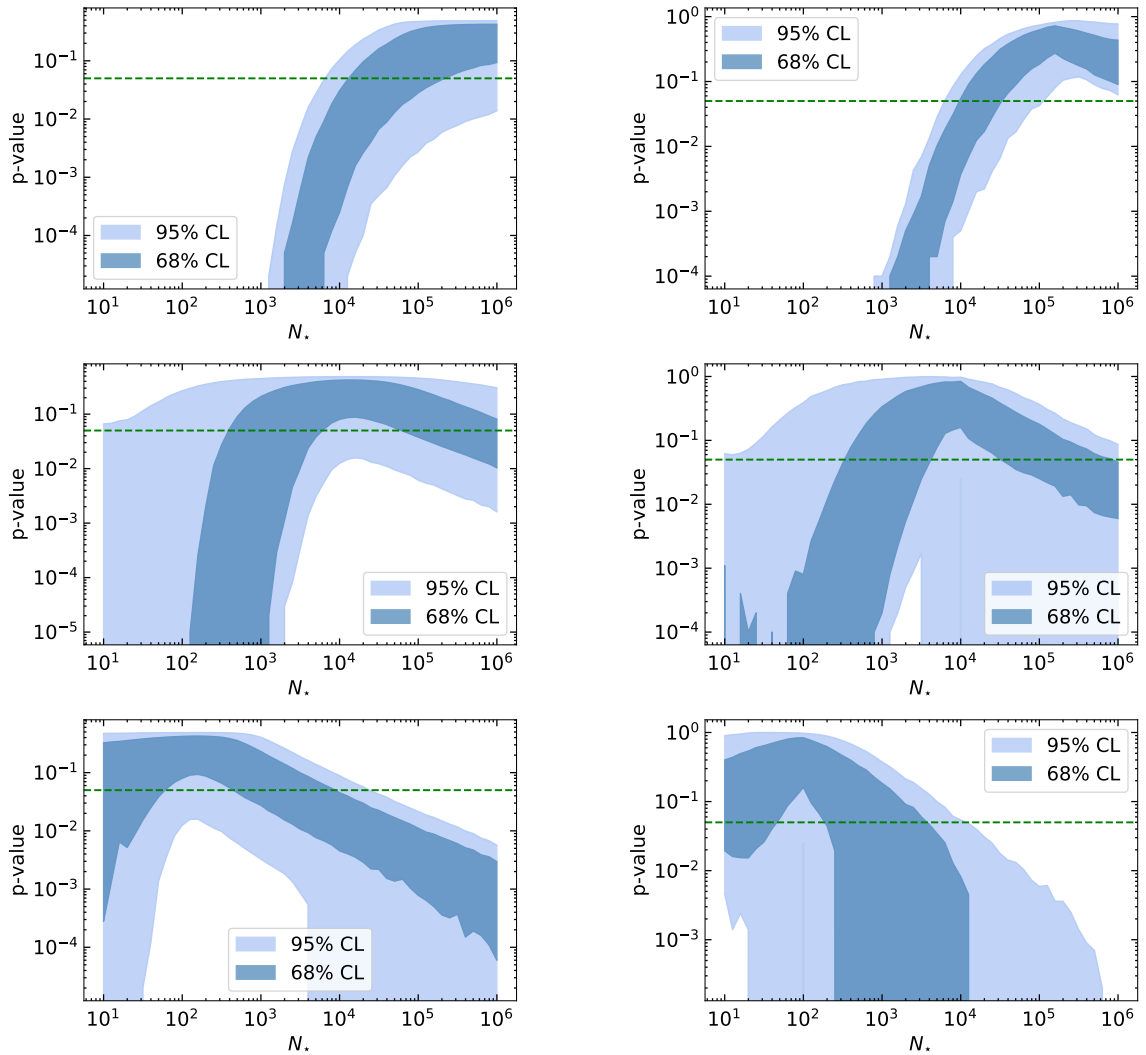 10⁻¹
10⁻²
10⁻³
10⁻⁴
p-value
95% CL
68% CL
10¹ 10² 10³ 10⁴ 10⁵ 10⁶
N⋆
10⁰
10⁻¹
10⁻²
10⁻³
10⁻⁴
p-value
95% CL
68% CL
10¹ 10² 10³ 10⁴ 10⁵ 10⁶
N⋆
10⁻¹
10⁻²
10⁻³
10⁻⁴
10⁻⁵
p-value
95% CL
68% CL
10¹ 10² 10³ 10⁴ 10⁵ 10⁶
N⋆
10⁰
10⁻¹
10⁻²
10⁻³
10⁻⁴
p-value
95% CL
68% CL
10¹ 10² 10³ 10⁴ 10⁵ 10⁶
N⋆
10⁻¹
10⁻²
10⁻³
10⁻⁴
p-value
95% CL
68% CL
10¹ 10² 10³ 10⁴ 10⁵ 10⁶
N⋆
10⁰
10⁻¹
10⁻²
10⁻³
p-value
95% CL
68% CL
10¹ 10² 10³ 10⁴ 10⁵ 10⁶
N⋆